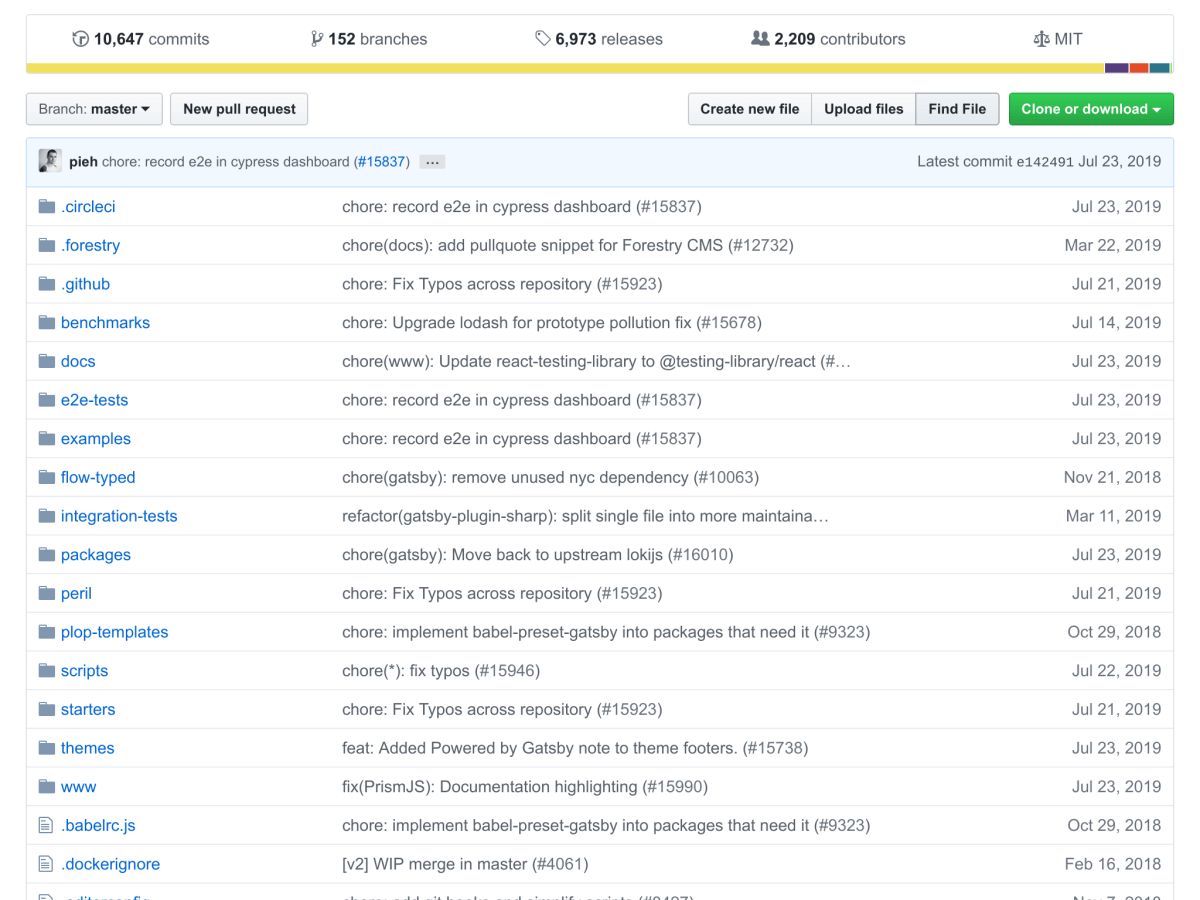 10,647 commits 152 branches 6,973 releases 2,209 contributors MIT
Branch: master New pull request Create new file Upload files Find File Clone or download
pieh chore: record e2e in cypress dashboard (#15837) ... Latest commit e142491 Jul 23, 2019
.circleci chore: record e2e in cypress dashboard (#15837) Jul 23, 2019
.forestry chore(docs): add pullquote snippet for Forestry CMS (#12732) Mar 22, 2019
.github chore: Fix Typos across repository (#15923) Jul 21, 2019
benchmarks chore: Upgrade lodash for prototype pollution fix (#15678) Jul 14, 2019
docs chore(www): Update react-testing-library to @testing-library/react (#… Jul 23, 2019
e2e-tests chore: record e2e in cypress dashboard (#15837) Jul 23, 2019
examples chore: record e2e in cypress dashboard (#15837) Jul 23, 2019
flow-typed chore(gatsby): remove unused nyc dependency (#10063) Nov 21, 2018
integration-tests refactor(gatsby-plugin-sharp): split single file into more maintaina… Mar 11, 2019
packages chore(gatsby): Move back to upstream lokijs (#16010) Jul 23, 2019
peril chore: Fix Typos across repository (#15923) Jul 21, 2019
plop-templates chore: implement babel-preset-gatsby into packages that need it (#9323) Oct 29, 2018
scripts chore(*): fix typos (#15946) Jul 22, 2019
starters chore: Fix Typos across repository (#15923) Jul 21, 2019
themes feat: Added Powered by Gatsby note to theme footers. (#15738) Jul 23, 2019
www fix(PrismJS): Documentation highlighting (#15990) Jul 23, 2019
.babelrc.js chore: implement babel-preset-gatsby into packages that need it (#9323) Oct 29, 2018
.dockerignore [v2] WIP merge in master (#4061) Feb 16, 2018